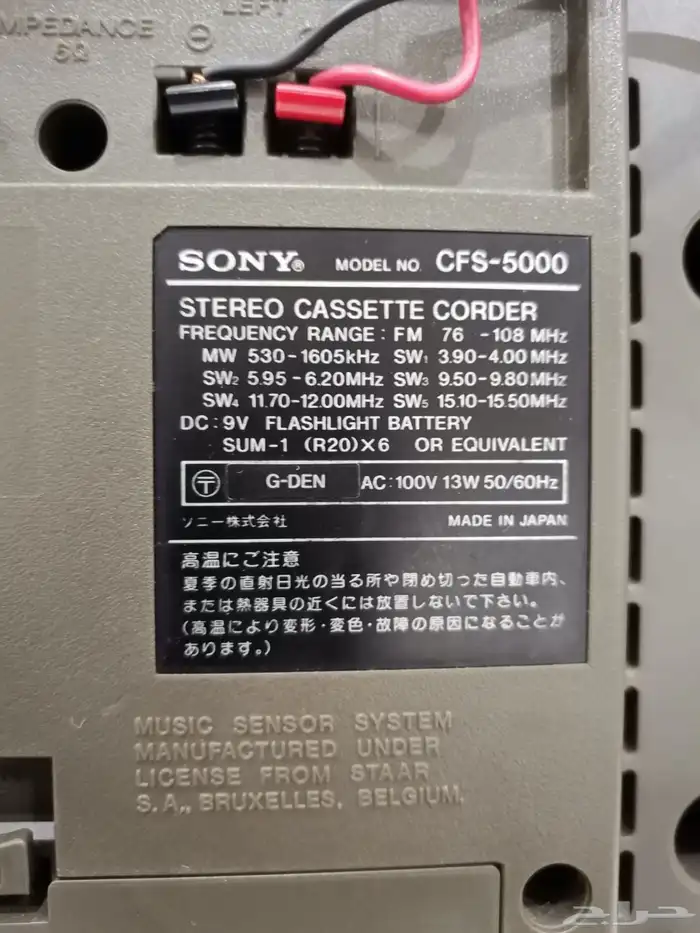 LEFT
IMPEDANCE
6Ω
⊖
SONY® MODEL NO. CFS-5000
STEREO CASSETTE CORDER
FREQUENCY RANGE : FM 76 -108 MHz
MW 530-1605kHz SW₁ 3.90-4.00 MHz
SW₂ 5.95 -6.20MHz SW₃ 9.50-9.80MHz
SW₄ 11.70-12.00MHz SW₅ 15.10-15.50MHz
DC : 9V FLASHLIGHT BATTERY
SUM-1 (R20)×6 OR EQUIVALENT
〒 G-DEN AC:100V 13W 50/60Hz
ソニー株式会社 MADE IN JAPAN
高温にご注意
夏季の直射日光の当る所や閉め切った自動車内、
または熱器具の近くには放置しないで下さい。
(高温により変形・変色・故障の原因になることが
あります。)
MUSIC SENSOR SYSTEM
MANUFACTURED UNDER
LICENSE FROM STAAR
S.A., BRUXELLES, BELGIUM.
حراج